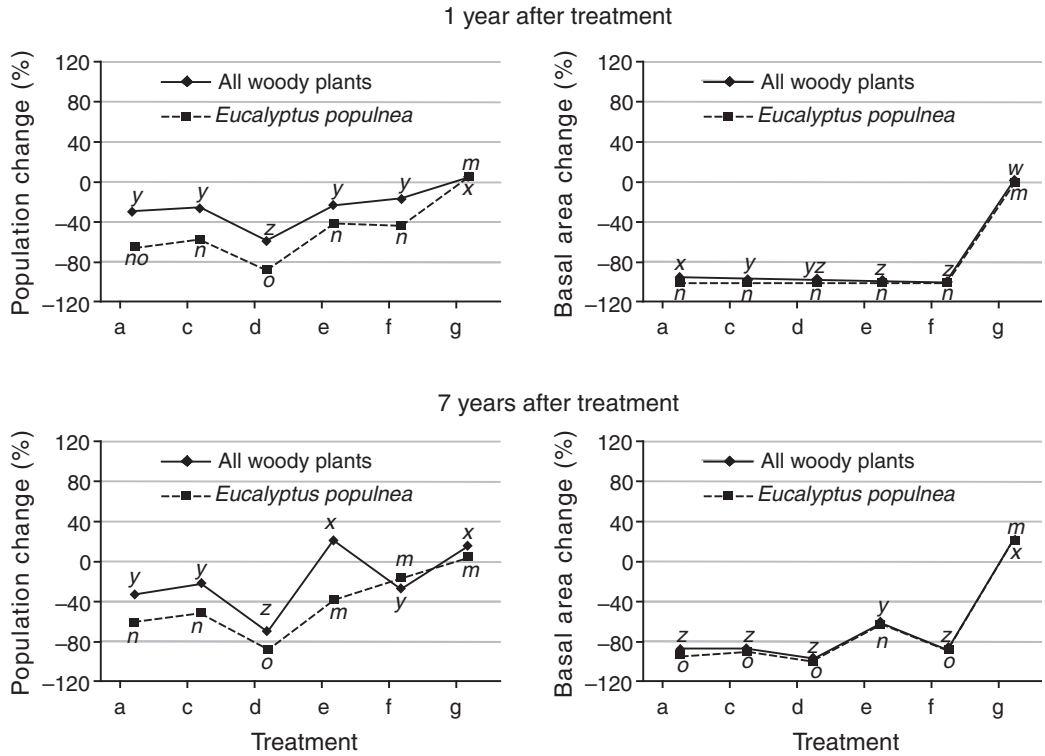 1 year after treatment
Population change (%)
120
80
40
0
–40
–80
–120
All woody plants
Eucalyptus populnea
y
y
z
y
y
m
x
no
n
o
n
n
a c d e f g
Basal area change (%)
120
80
40
0
–40
–80
–120
All woody plants
Eucalyptus populnea
w
m
x
y
yz
z
z
n
n
n
n
n
a c d e f g
7 years after treatment
Population change (%)
120
80
40
0
–40
–80
–120
All woody plants
Eucalyptus populnea
y
y
z
x
m
x
n
n
o
m
y
m
a c d e f g
Treatment
Basal area change (%)
120
80
40
0
–40
–80
–120
All woody plants
Eucalyptus populnea
m
x
z
z
z
y
z
o
o
o
n
o
a c d e f g
Treatment